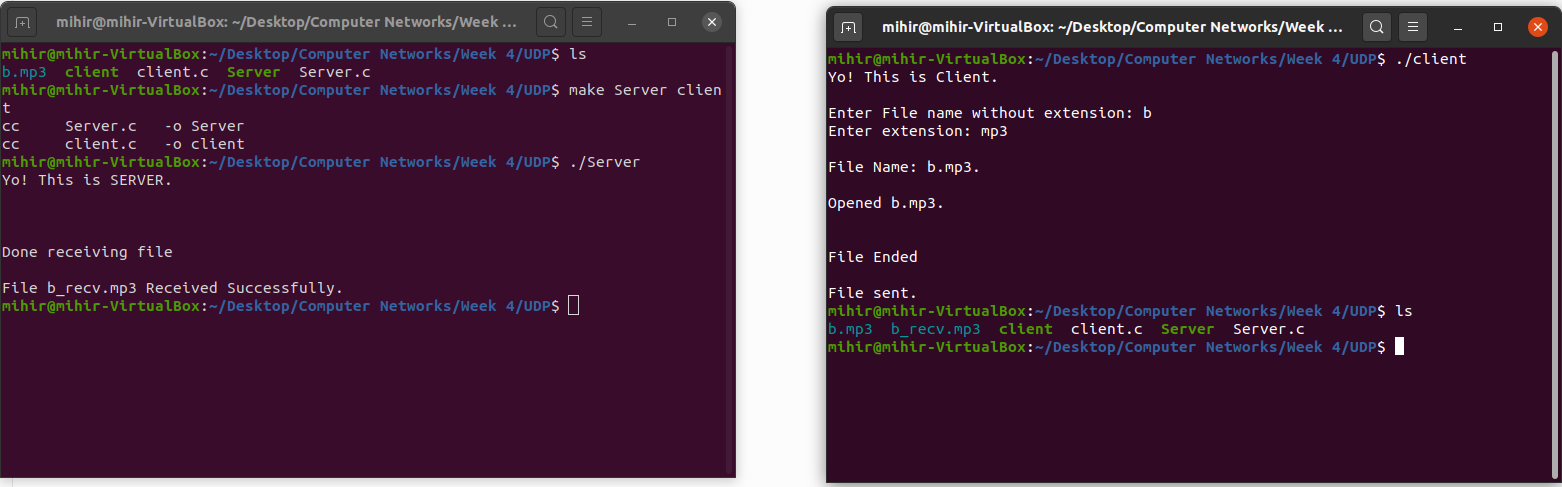 mihir@mihir-VirtualBox: ~/Desktop/Computer Networks/Week ...
mihir@mihir-VirtualBox:~/Desktop/Computer Networks/Week 4/UDP$ ls
b.mp3  client  client.c  Server  Server.c
mihir@mihir-VirtualBox:~/Desktop/Computer Networks/Week 4/UDP$ make Server clien
t
cc     Server.c   -o Server
cc     client.c   -o client
mihir@mihir-VirtualBox:~/Desktop/Computer Networks/Week 4/UDP$ ./Server
Yo! This is SERVER.
Done receiving file
File b_recv.mp3 Received Successfully.
mihir@mihir-VirtualBox:~/Desktop/Computer Networks/Week 4/UDP$
mihir@mihir-VirtualBox: ~/Desktop/Computer Networks/Week ...
mihir@mihir-VirtualBox:~/Desktop/Computer Networks/Week 4/UDP$ ./client
Yo! This is Client.
Enter File name without extension: b
Enter extension: mp3
File Name: b.mp3.
Opened b.mp3.
File Ended
File sent.
mihir@mihir-VirtualBox:~/Desktop/Computer Networks/Week 4/UDP$ ls
b.mp3  b_recv.mp3  client  client.c  Server  Server.c
mihir@mihir-VirtualBox:~/Desktop/Computer Networks/Week 4/UDP$